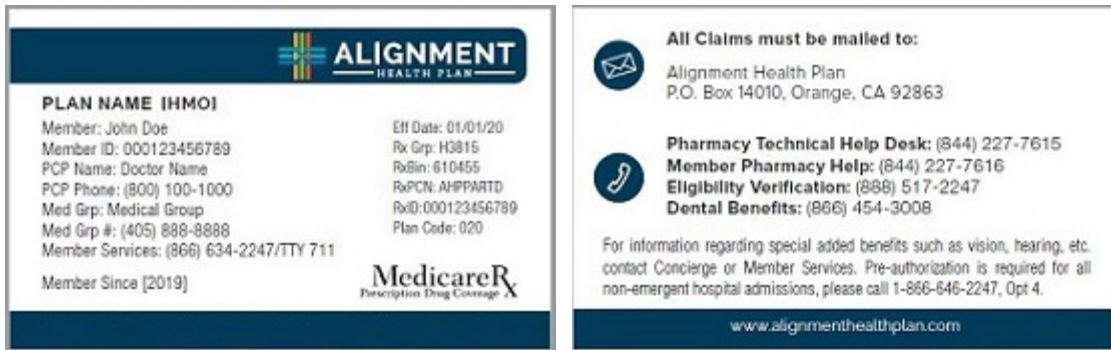 ALIGNMENT
HEALTH PLAN
PLAN NAME [HMO]
Member: John Doe
Member ID: 000123456789
PCP Name: Doctor Name
PCP Phone: (800) 100-1000
Med Grp: Medical Group
Med Grp #: (405) 888-8888
Member Services: (866) 634-2247/TTY 711
Member Since [2019]
Eff Date: 01/01/20
Rx Grp: H3815
RxBin: 610455
RxPCN: AHPPARTD
RxID:000123456789
Plan Code: 020
MedicareRx
Prescription Drug Coverage
All Claims must be mailed to:
Alignment Health Plan
P.O. Box 14010, Orange, CA 92863
Pharmacy Technical Help Desk: (844) 227-7615
Member Pharmacy Help: (844) 227-7616
Eligibility Verification: (888) 517-2247
Dental Benefits: (866) 454-3008
For information regarding special added benefits such as vision, hearing, etc.
contact Concierge or Member Services. Pre-authorization is required for all
non-emergent hospital admissions, please call 1-866-646-2247, Opt 4.
www.alignmenthealthplan.com